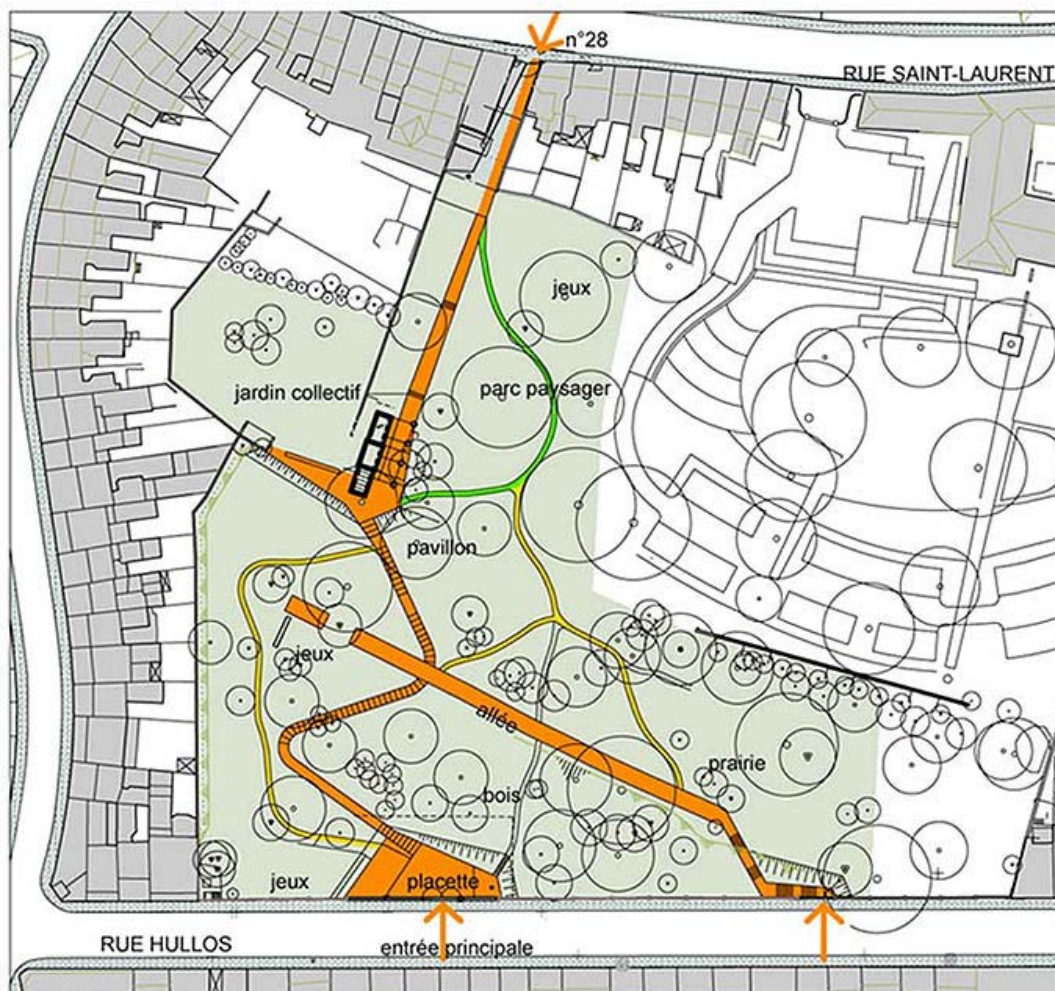 n°28
RUE SAINT-LAURENT
jeux
jardin collectif
parc paysager
pavillon
jeux
allée
prairie
bois
jeux
placette
RUE HULLOS
entrée principale